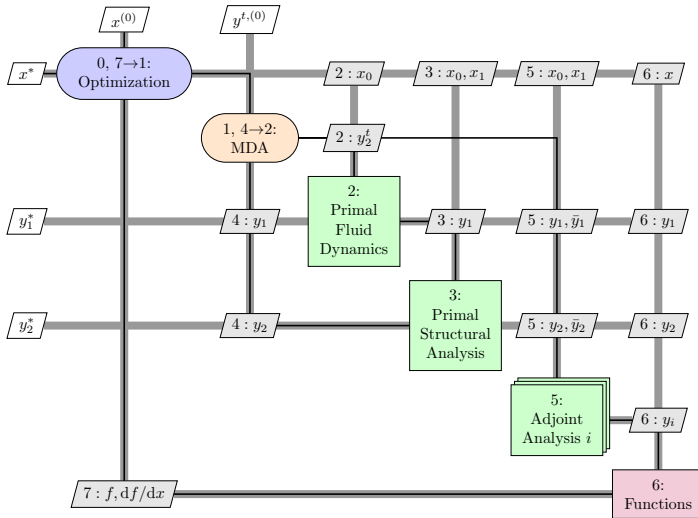 x^{(0)}
y^{t,(0)}
x*
0, 7→1:
Optimization
2 : x_0
3 : x_0, x_1
5 : x_0, x_1
6 : x
1, 4→2:
MDA
2 : y_2^t
y_1^*
4 : y_1
2:
Primal
Fluid
Dynamics
3 : y_1
5 : y_1, ȳ_1
6 : y_1
y_2^*
4 : y_2
3:
Primal
Structural
Analysis
5 : y_2, ȳ_2
6 : y_2
5:
Adjoint
Analysis i
6 : y_i
7 : f, df/dx
6:
Functions